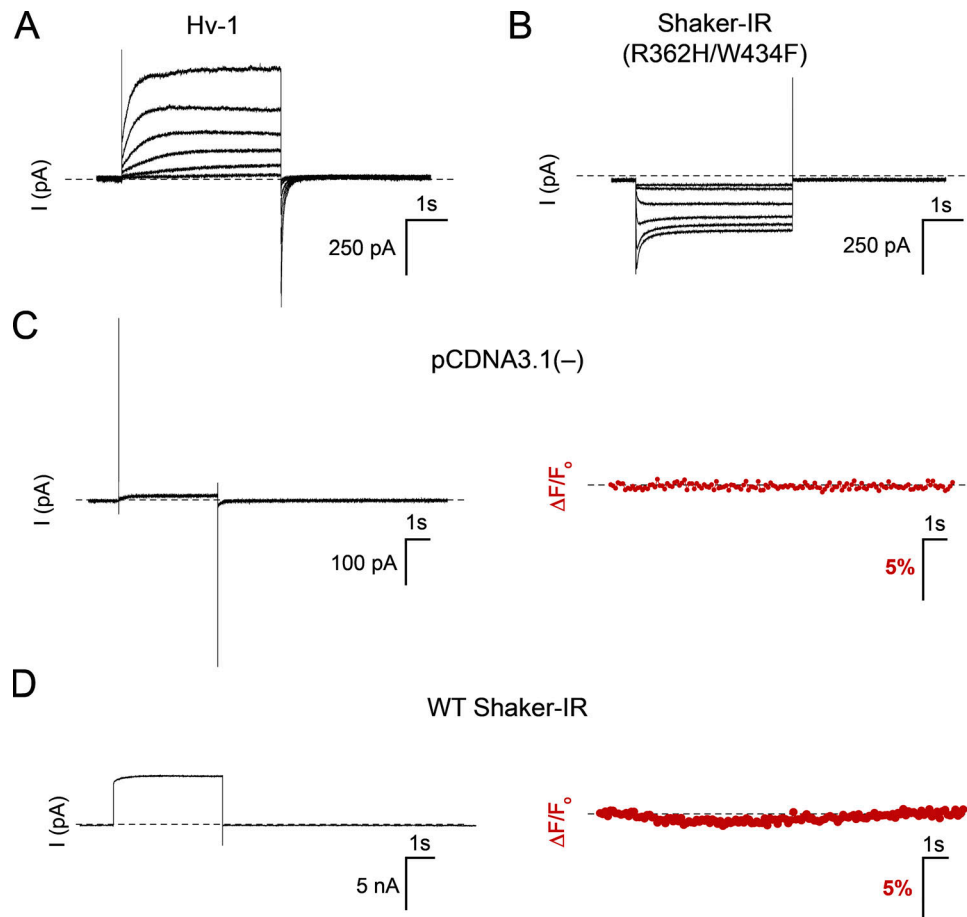 A
Hv-1
I (pA)
1s
250 pA
B
Shaker-IR
(R362H/W434F)
I (pA)
1s
250 pA
C
pCDNA3.1(–)
I (pA)
1s
100 pA
ΔF/Fo
1s
5%
D
WT Shaker-IR
I (pA)
1s
5 nA
ΔF/Fo
1s
5%